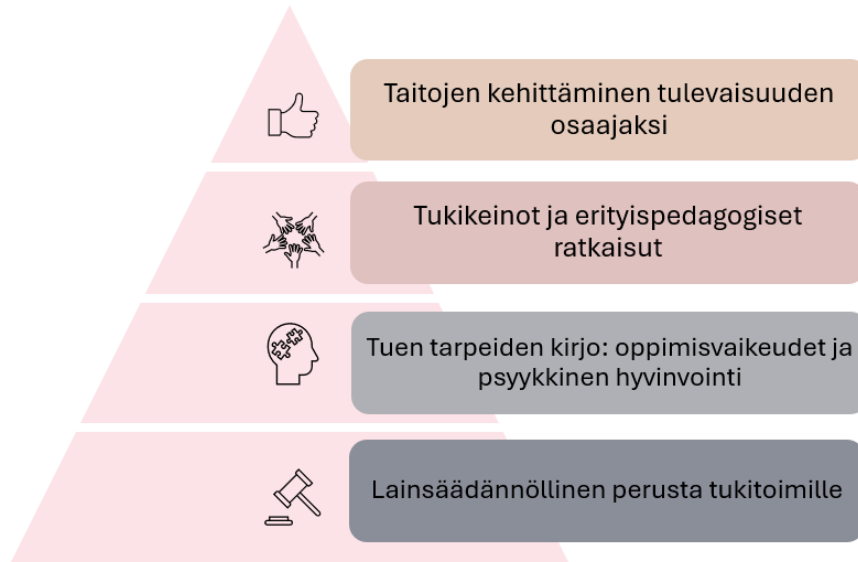 Taitojen kehittäminen tulevaisuuden
osaajaksi
Tukikeinot ja erityispedagogiset
ratkaisut
Tuen tarpeiden kirjo: oppimisvaikeudet ja
psyykkinen hyvinvointi
Lainsäädännöllinen perusta tukitoimille